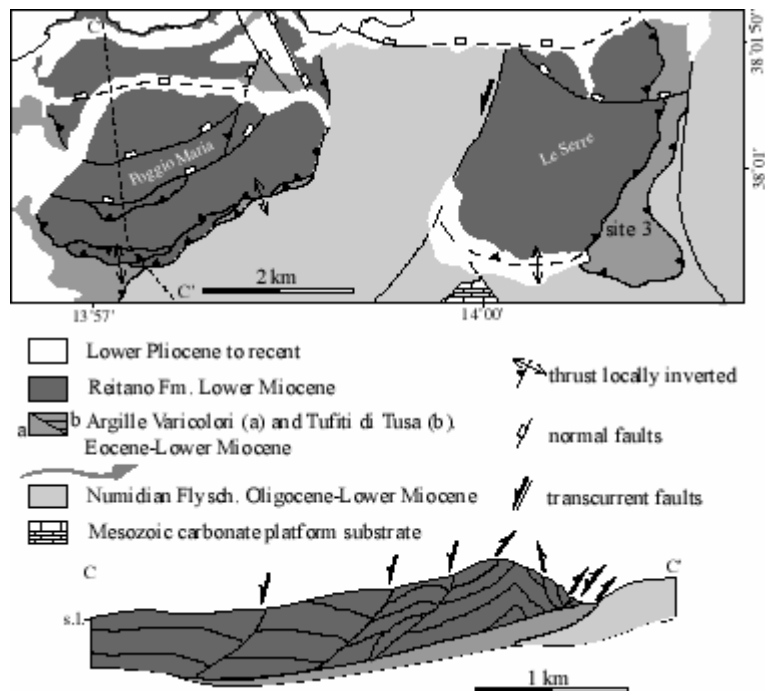 C
38°01'50"
Poggio Maria
Le Serre
38°01'
site 3
C'
2 km
13°57'
14°00'
Lower Pliocene to recent
Reitano Fm. Lower Miocene
a b Argille Varicolori (a) and Tufiti di Tusa (b).
Eocene-Lower Miocene
Numidian Flysch. Oligocene-Lower Miocene
Mesozoic carbonate platform substrate
thrust locally inverted
normal faults
transcurrent faults
C
C'
s.l.
1 km